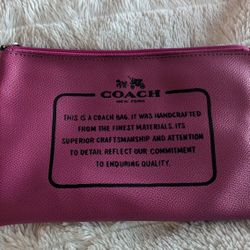 COACH
NEW YORK
THIS IS A COACH BAG. IT WAS HANDCRAFTED
FROM THE FINEST MATERIALS. ITS
SUPERIOR CRAFTSMANSHIP AND ATTENTION
TO DETAIL REFLECT OUR COMMITMENT
TO ENDURING QUALITY.